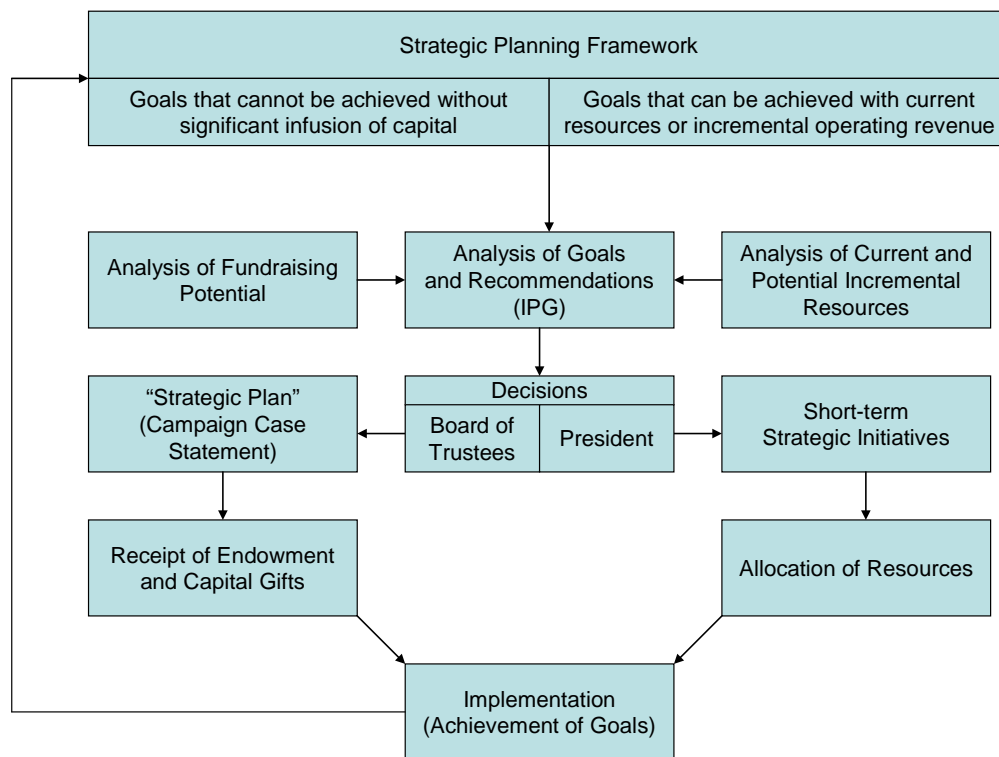 Strategic Planning Framework
Goals that cannot be achieved without
significant infusion of capital
Goals that can be achieved with current
resources or incremental operating revenue
Analysis of Fundraising
Potential
Analysis of Goals
and Recommendations
(IPG)
Analysis of Current and
Potential Incremental
Resources
“Strategic Plan”
(Campaign Case
Statement)
Decisions
Board of
Trustees
President
Short-term
Strategic Initiatives
Receipt of Endowment
and Capital Gifts
Allocation of Resources
Implementation
(Achievement of Goals)